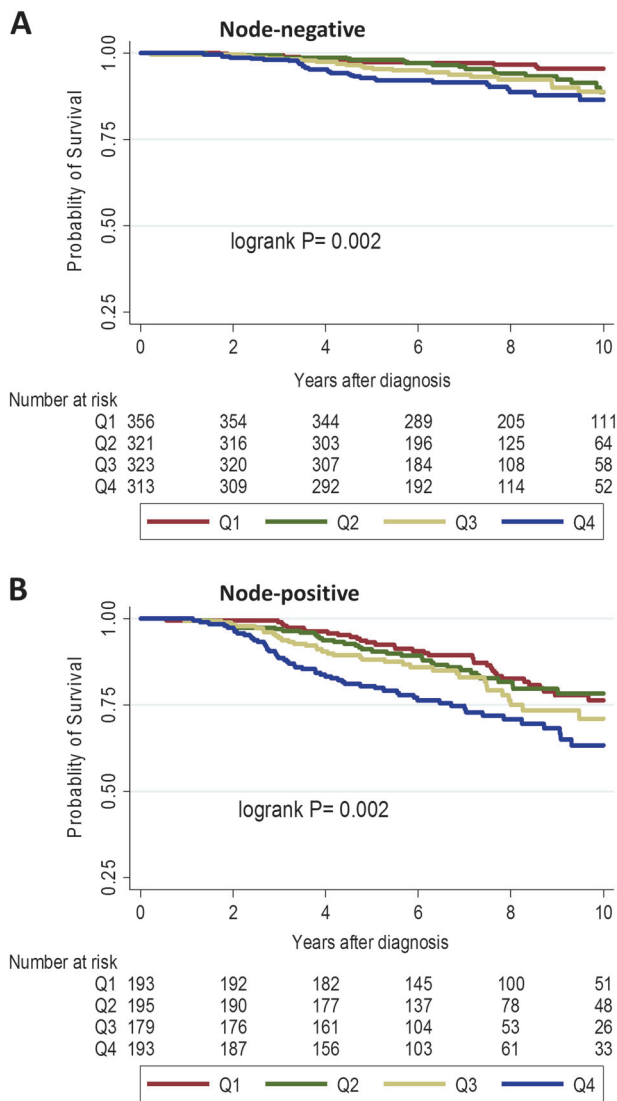 A
Node-negative
Probablity of Survival
1.00
0.75
0.50
0.25
logrank P= 0.002
0 2 4 6 8 10
Years after diagnosis
Number at risk
Q1 356 354 344 289 205 111
Q2 321 316 303 196 125 64
Q3 323 320 307 184 108 58
Q4 313 309 292 192 114 52
Q1 Q2 Q3 Q4
B
Node-positive
Probablity of Survival
1.00
0.75
0.50
0.25
logrank P= 0.002
0 2 4 6 8 10
Years after diagnosis
Number at risk
Q1 193 192 182 145 100 51
Q2 195 190 177 137 78 48
Q3 179 176 161 104 53 26
Q4 193 187 156 103 61 33
Q1 Q2 Q3 Q4